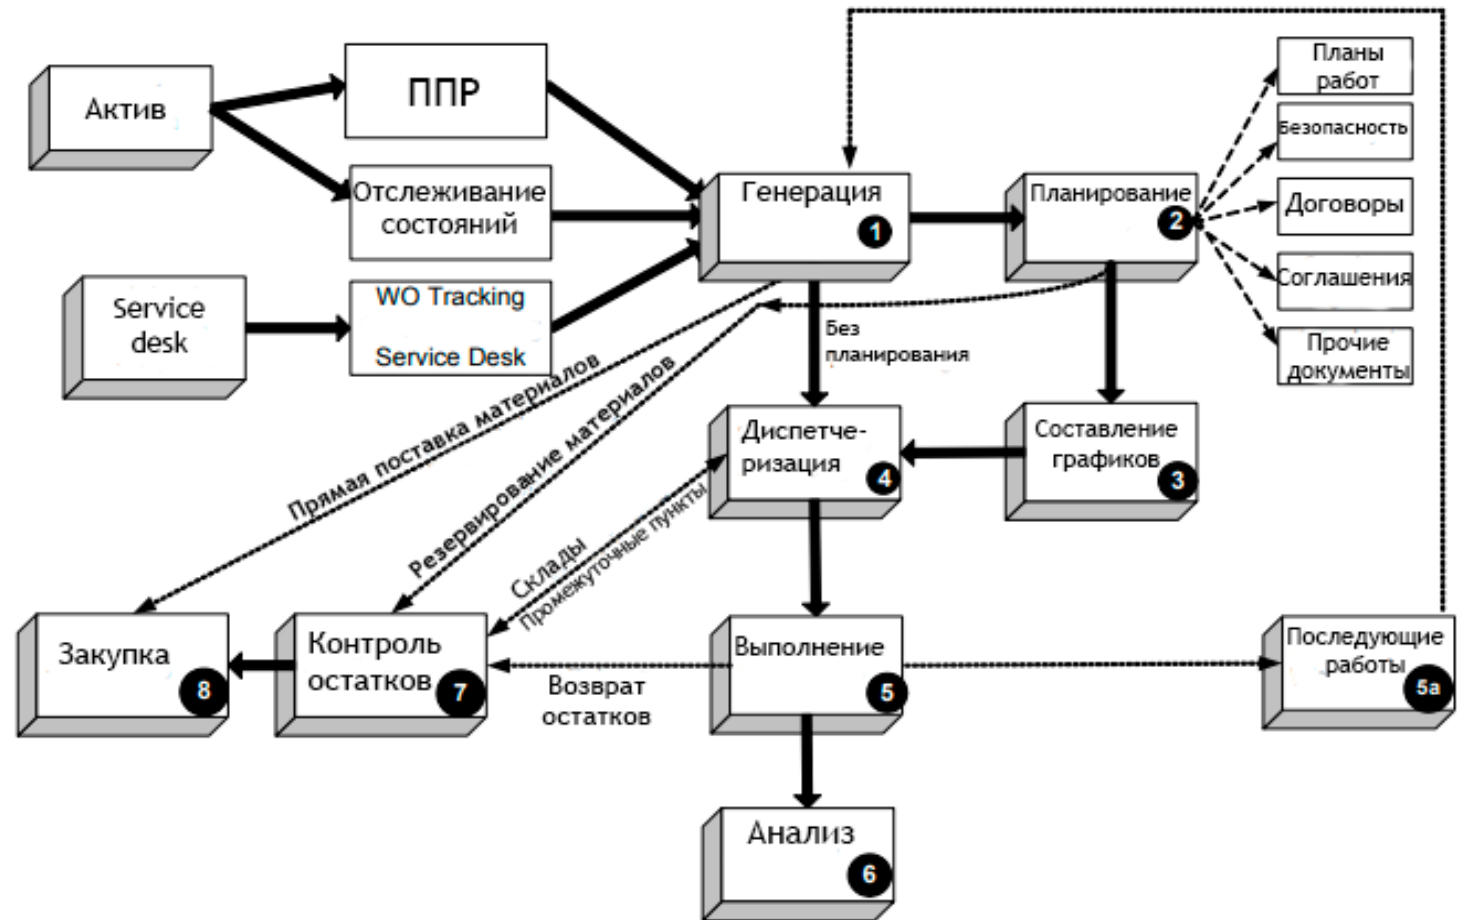 Актив
ППР
Отслеживание
состояний
Service
desk
WO Tracking
Service Desk
Генерация
1
Планирование
2
Планы
работ
Безопасность
Договоры
Соглашения
Прочие
документы
Без
планирования
Прямая поставка материалов
Резервирование материалов
Склады
Промежуточные пункты
Диспетче-
ризация
4
Составление
графиков
3
Закупка
8
Контроль
остатков
7
Возврат
остатков
Выполнение
5
Последующие
работы
5a
Анализ
6